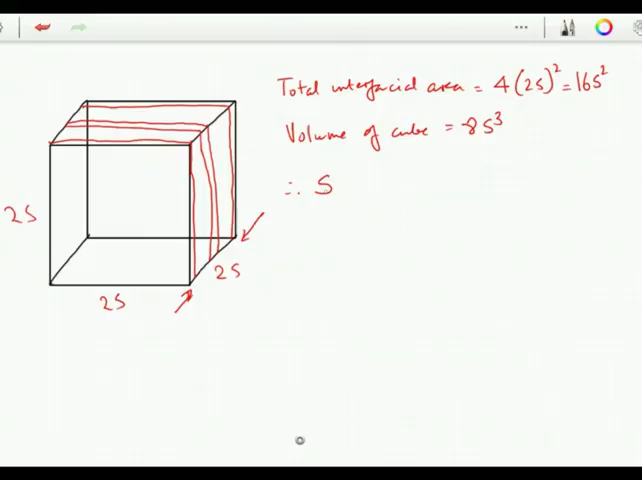 Total interfacial area = 4(2S)² = 16S²
Volume of cube = 8S³
∴ S
2S
2S
2S